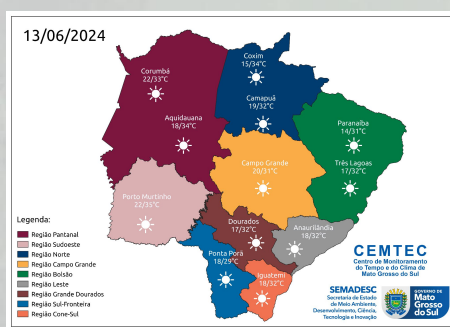 13/06/2024
Coxim
15/34°C
Corumbá
22/33°C
Camapuã
19/32°C
Aquidauana
18/34°C
Paranaíba
14/31°C
Campo Grande
20/31°C
Três Lagoas
17/32°C
Porto Murtinho
22/35°C
Dourados
17/32°C
Anaurilândia
18/32°C
Ponta Porã
18/29°C
Iguatemi
18/32°C
Legenda:
Região Pantanal
Região Sudoeste
Região Norte
Região Campo Grande
Região Bolsão
Região Leste
Região Grande Dourados
Região Sul-Fronteira
Região Cone-Sul
CEMTEC
Centro de Monitoramento
do Tempo e do Clima de
Mato Grosso do Sul
SEMADESC
Secretaria de Estado
de Meio Ambiente,
Desenvolvimento, Ciência,
Tecnologia e Inovação
GOVERNO DE
Mato
Grosso
do Sul